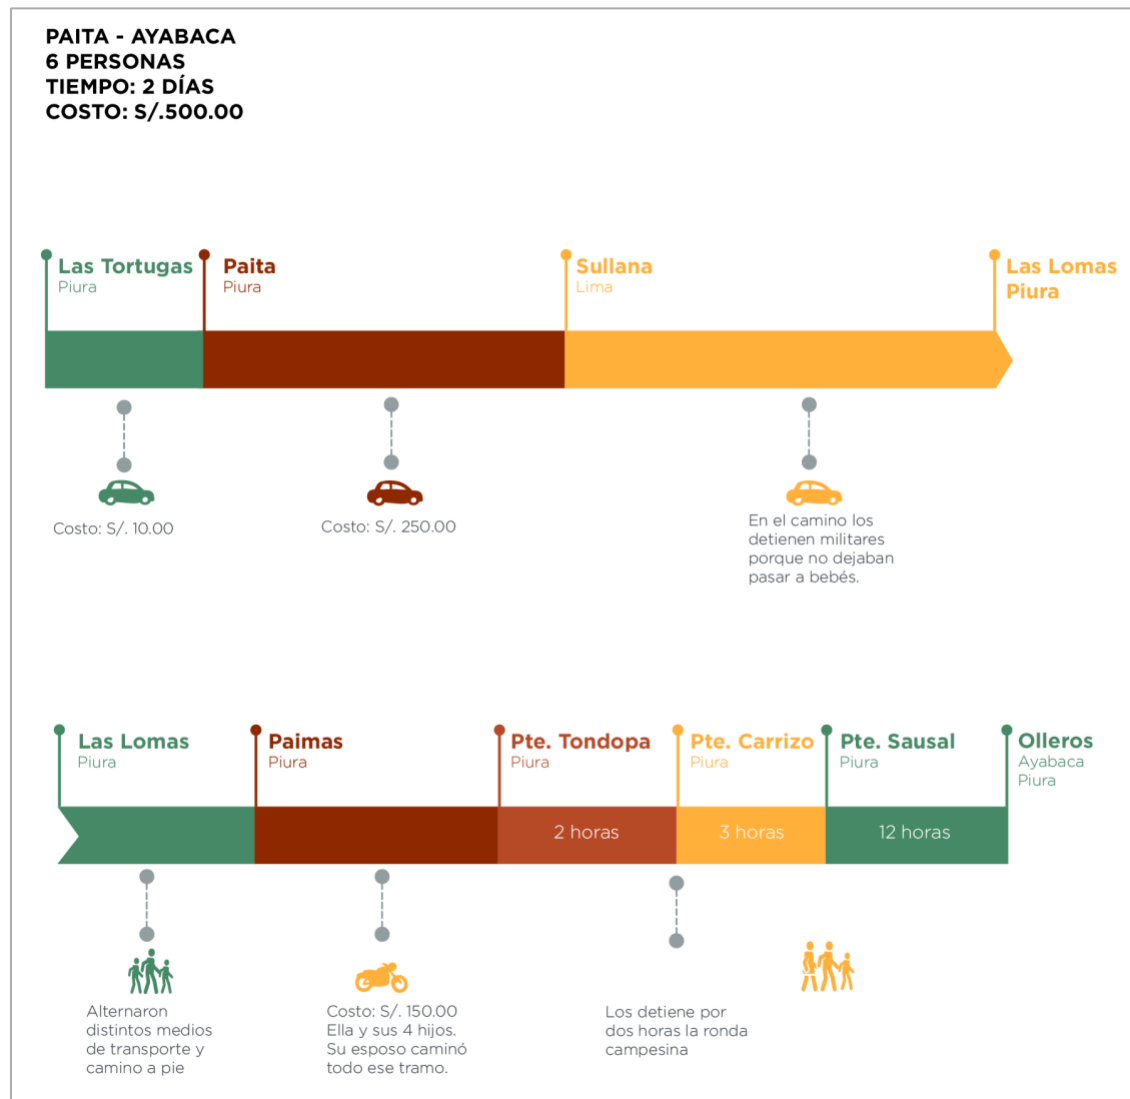 PAITA - AYABACA
6 PERSONAS
TIEMPO: 2 DÍAS
COSTO: S/.500.00
Las Tortugas
Piura
Paita
Piura
Sullana
Lima
Las Lomas
Piura
Costo: S/. 10.00
Costo: S/. 250.00
En el camino los
detienen militares
porque no dejaban
pasar a bebés.
Las Lomas
Piura
Paimas
Piura
Pte. Tondopa
Piura
Pte. Carrizo
Piura
Pte. Sausal
Piura
Olleros
Ayabaca
Piura
2 horas
3 horas
12 horas
Alternaron
distintos medios
de transporte y
camino a pie
Costo: S/. 150.00
Ella y sus 4 hijos.
Su esposo caminó
todo ese tramo.
Los detiene por
dos horas la ronda
campesina